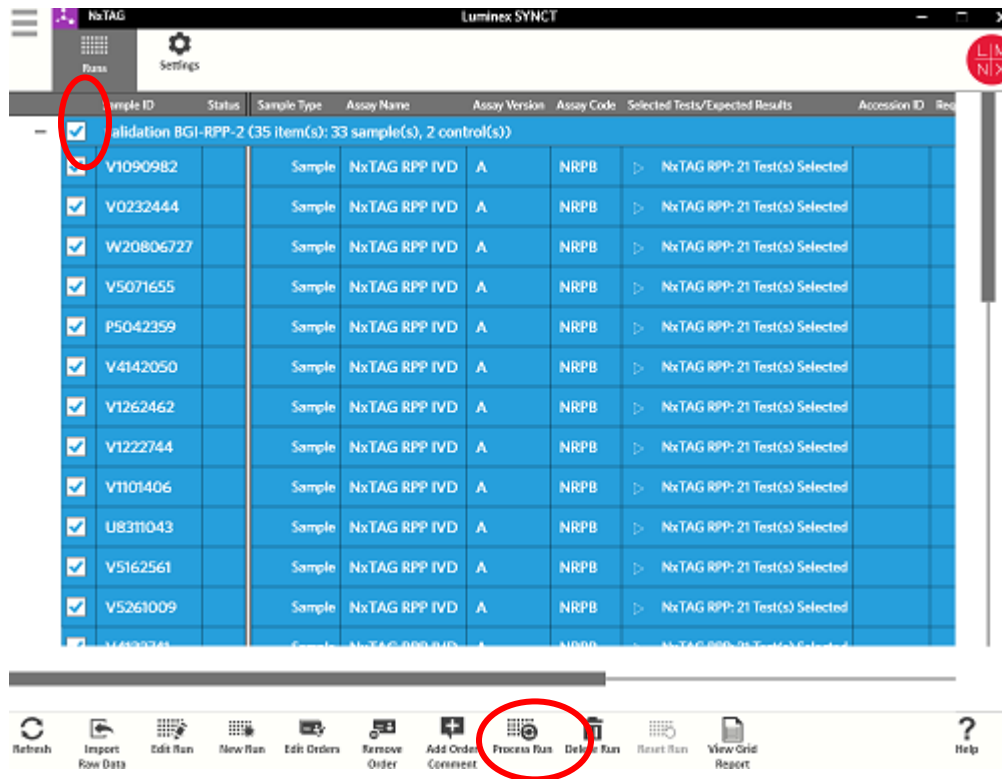 NxTAG Luminex SYNCT
Runs Settings
Sample ID Status Sample Type Assay Name Assay Version Assay Code Selected Tests/Expected Results Accession ID Req
Validation BGI-RPP-2 (35 item(s): 33 sample(s), 2 control(s))
V1090982 Sample NxTAG RPP IVD A NRPB NxTAG RPP: 21 Test(s) Selected
V0232444 Sample NxTAG RPP IVD A NRPB NxTAG RPP: 21 Test(s) Selected
W20806727 Sample NxTAG RPP IVD A NRPB NxTAG RPP: 21 Test(s) Selected
V5071655 Sample NxTAG RPP IVD A NRPB NxTAG RPP: 21 Test(s) Selected
P5042359 Sample NxTAG RPP IVD A NRPB NxTAG RPP: 21 Test(s) Selected
V4142050 Sample NxTAG RPP IVD A NRPB NxTAG RPP: 21 Test(s) Selected
V1262462 Sample NxTAG RPP IVD A NRPB NxTAG RPP: 21 Test(s) Selected
V1222744 Sample NxTAG RPP IVD A NRPB NxTAG RPP: 21 Test(s) Selected
V1101406 Sample NxTAG RPP IVD A NRPB NxTAG RPP: 21 Test(s) Selected
U8311043 Sample NxTAG RPP IVD A NRPB NxTAG RPP: 21 Test(s) Selected
V5162561 Sample NxTAG RPP IVD A NRPB NxTAG RPP: 21 Test(s) Selected
V5261009 Sample NxTAG RPP IVD A NRPB NxTAG RPP: 21 Test(s) Selected
Refresh Import Raw Data Edit Run New Run Edit Orders Remove Order Add Order Comment Process Run Delete Run Reset Run View Grid Report Help